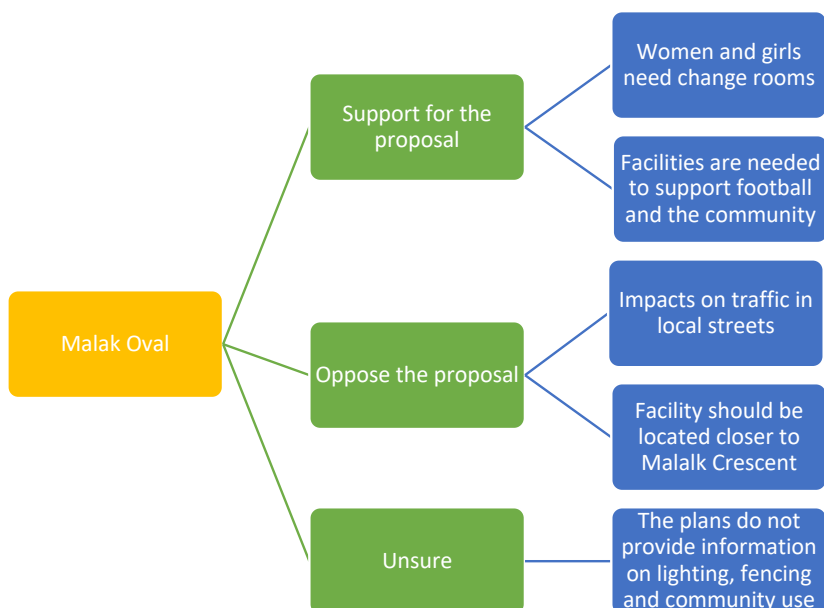 Women and girls
need change rooms
Support for the
proposal
Facilities are needed
to support football
and the community
Malak Oval
Impacts on traffic in
local streets
Oppose the proposal
Facility should be
located closer to
Malalk Crescent
Unsure
The plans do not
provide information
on lighting, fencing
and community use